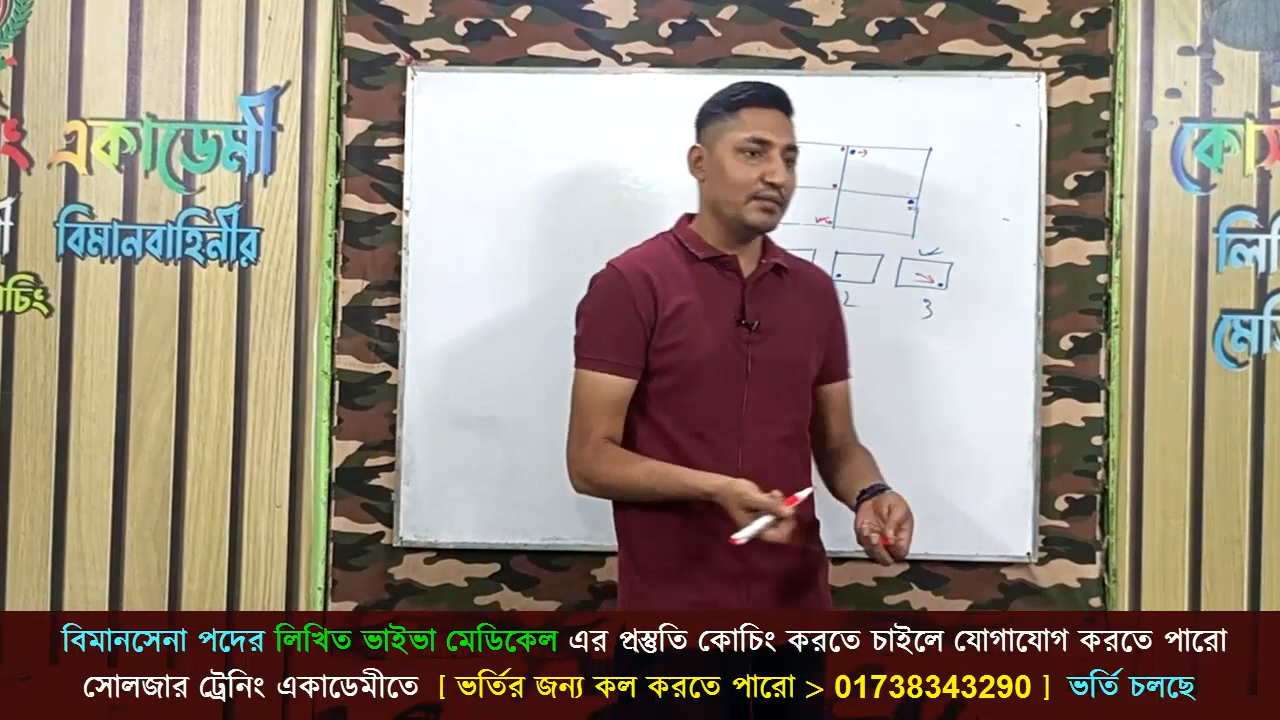 একাডেমী
বিমানবাহিনীর
2
3
বিমানসেনা পদের লিখিত ভাইভা মেডিকেল এর প্রস্তুতি কোচিং করতে চাইলে যোগাযোগ করতে পারো
সোলজার ট্রেনিং একাডেমীতে [ ভর্তির জন্য কল করতে পারো > 01738343290 ] ভর্তি চলছে